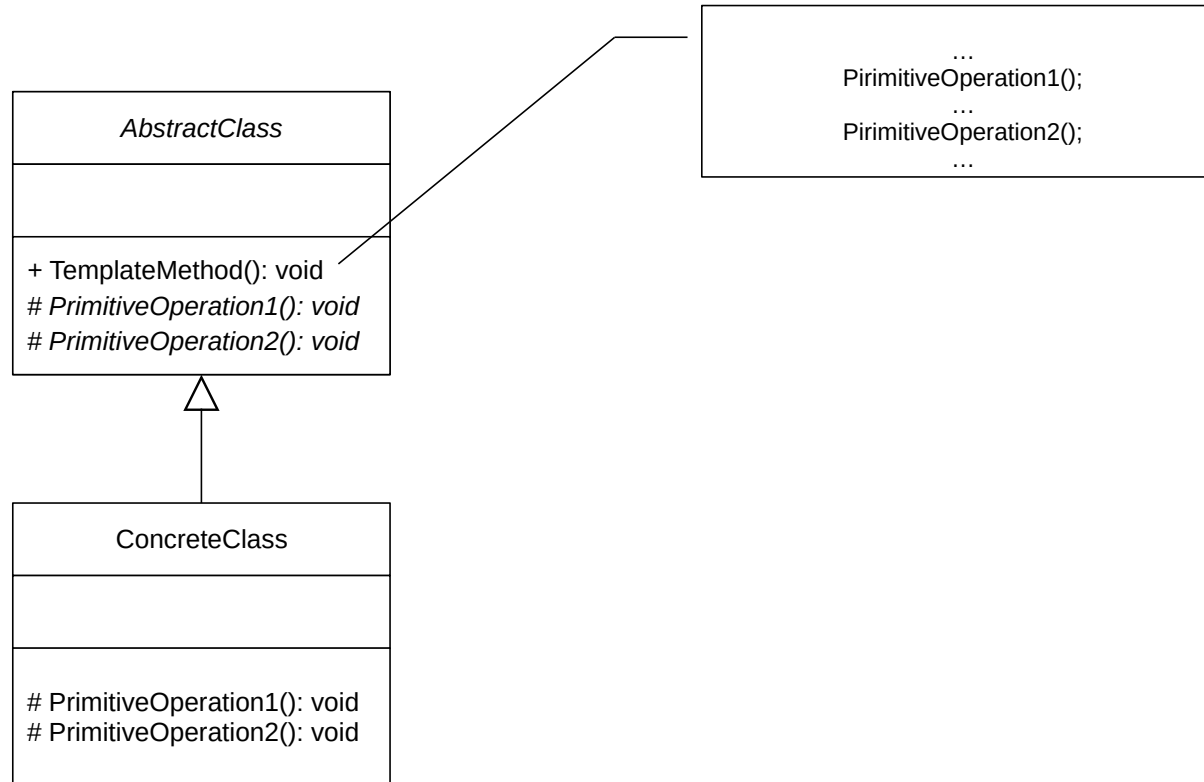 …
PirimitiveOperation1();
…
PirimitiveOperation2();
…
AbstractClass
+ TemplateMethod(): void
# PrimitiveOperation1(): void
# PrimitiveOperation2(): void
ConcreteClass
# PrimitiveOperation1(): void
# PrimitiveOperation2(): void